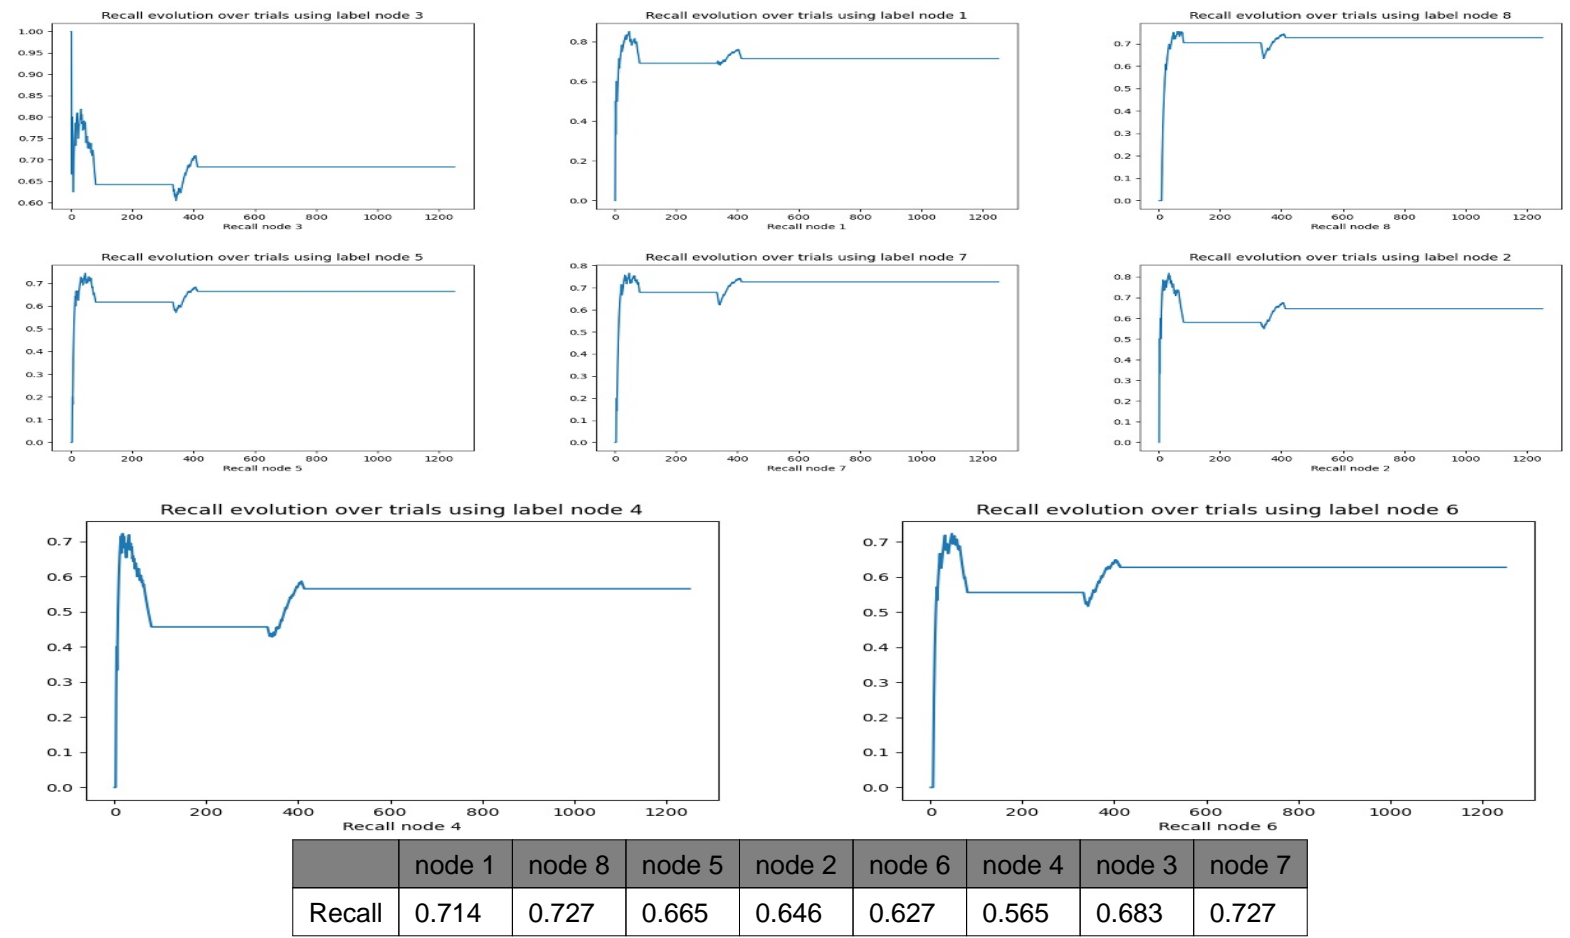 Recall evolution over trials using label node 3
1.00
0.95
0.90
0.85
0.80
0.75
0.70
0.65
0.60
0 200 400 600 800 1000 1200
Recall node 3
Recall evolution over trials using label node 1
0.8
0.6
0.4
0.2
0.0
0 200 400 600 800 1000 1200
Recall node 1
Recall evolution over trials using label node 8
0.7
0.6
0.5
0.4
0.3
0.2
0.1
0.0
0 200 400 600 800 1000 1200
Recall node 8
Recall evolution over trials using label node 5
0.7
0.6
0.5
0.4
0.3
0.2
0.1
0.0
0 200 400 600 800 1000 1200
Recall node 5
Recall evolution over trials using label node 7
0.8
0.7
0.6
0.5
0.4
0.3
0.2
0.1
0.0
0 200 400 600 800 1000 1200
Recall node 7
Recall evolution over trials using label node 2
0.8
0.7
0.6
0.5
0.4
0.3
0.2
0.1
0.0
0 200 400 600 800 1000 1200
Recall node 2
Recall evolution over trials using label node 4
0.7
0.6
0.5
0.4
0.3
0.2
0.1
0.0
0 200 400 600 800 1000 1200
Recall node 4
Recall evolution over trials using label node 6
0.7
0.6
0.5
0.4
0.3
0.2
0.1
0.0
0 200 400 600 800 1000 1200
Recall node 6
node 1 node 8 node 5 node 2 node 6 node 4 node 3 node 7
Recall 0.714 0.727 0.665 0.646 0.627 0.565 0.683 0.727